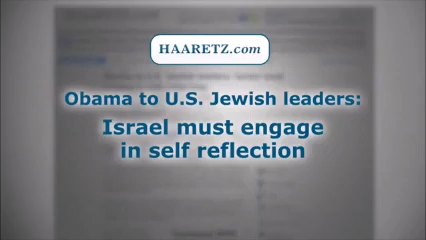 HAARETZ.com
Obama to U.S. Jewish leaders:
Israel must engage
in self reflection